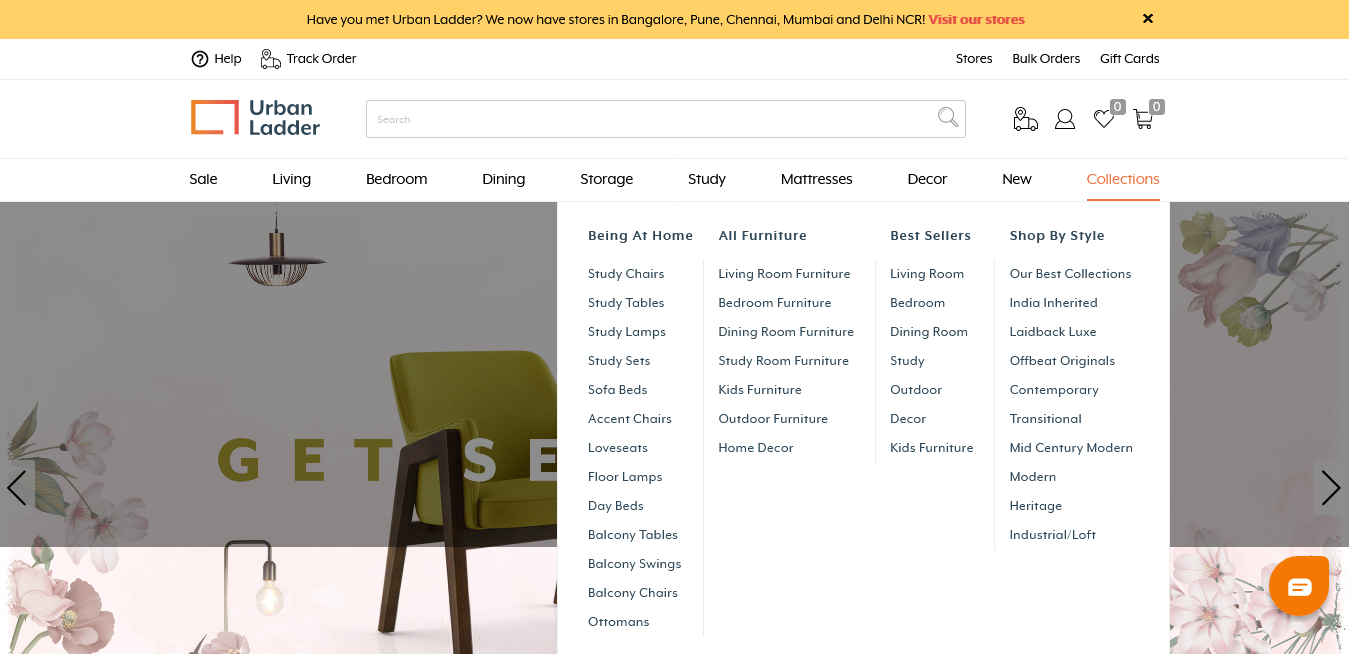 Have you met Urban Ladder? We now have stores in Bangalore, Pune, Chennai, Mumbai and Delhi NCR! Visit our stores
Help
Track Order
Stores
Bulk Orders
Gift Cards
Urban
Ladder
Search
0
0
Sale
Living
Bedroom
Dining
Storage
Study
Mattresses
Decor
New
Collections
Being At Home
Study Chairs
Study Tables
Study Lamps
Study Sets
Sofa Beds
Accent Chairs
Loveseats
Floor Lamps
Day Beds
Balcony Tables
Balcony Swings
Balcony Chairs
Ottomans
All Furniture
Living Room Furniture
Bedroom Furniture
Dining Room Furniture
Study Room Furniture
Kids Furniture
Outdoor Furniture
Home Decor
Best Sellers
Living Room
Bedroom
Dining Room
Study
Outdoor
Decor
Kids Furniture
Shop By Style
Our Best Collections
India Inherited
Laidback Luxe
Offbeat Originals
Contemporary
Transitional
Mid Century Modern
Modern
Heritage
Industrial/Loft
GET SE